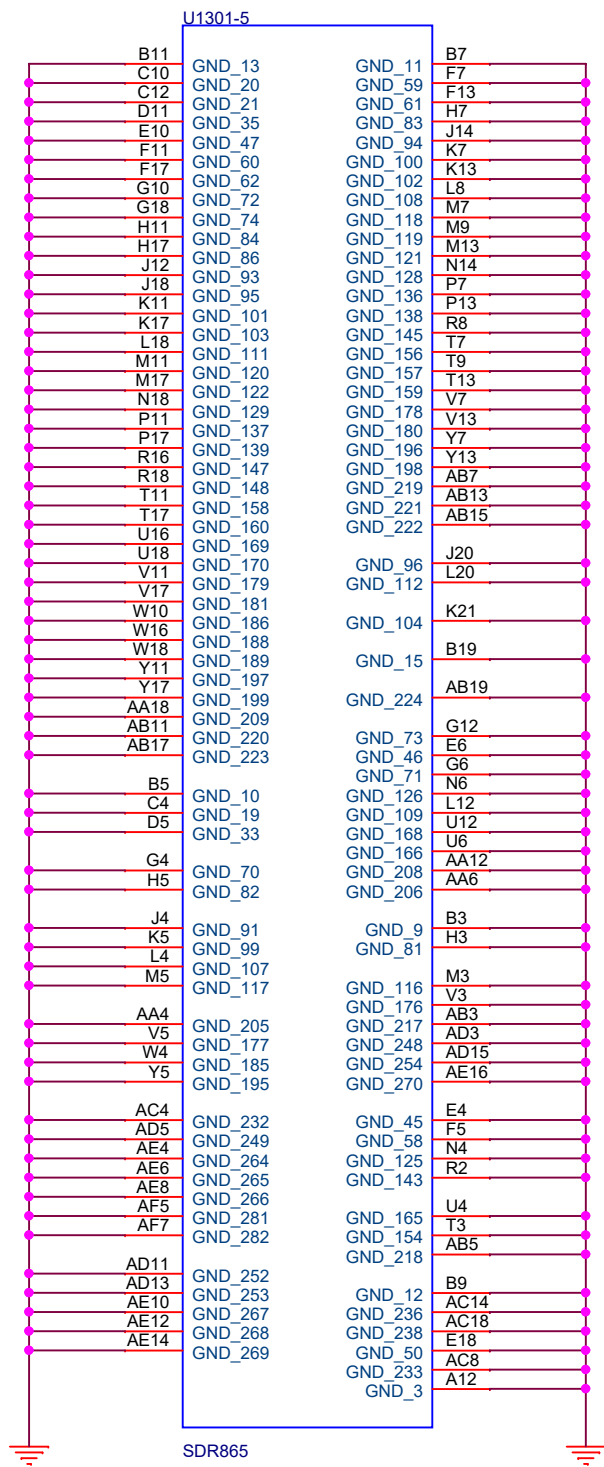 U1301-5
B11 GND_13 GND_11 B7
C10 GND_20 GND_59 F7
C12 GND_21 GND_61 F13
D11 GND_35 GND_83 H7
E10 GND_47 GND_94 J14
F11 GND_60 GND_100 K7
F17 GND_62 GND_102 K13
G10 GND_72 GND_108 L8
G18 GND_74 GND_118 M7
H11 GND_84 GND_119 M9
H17 GND_86 GND_121 M13
J12 GND_93 GND_128 N14
J18 GND_95 GND_136 P7
K11 GND_101 GND_138 P13
K17 GND_103 GND_145 R8
L18 GND_111 GND_156 T7
M11 GND_120 GND_157 T9
M17 GND_122 GND_159 T13
N18 GND_129 GND_178 V7
P11 GND_137 GND_180 V13
P17 GND_139 GND_196 Y7
R16 GND_147 GND_198 Y13
R18 GND_148 GND_219 AB7
T11 GND_158 GND_221 AB13
T17 GND_160 GND_222 AB15
U16 GND_169
U18 GND_170 GND_96 J20
V11 GND_179 GND_112 L20
V17 GND_181
W10 GND_186 GND_104 K21
W16 GND_188
W18 GND_189 GND_15 B19
Y11 GND_197
Y17 GND_199 GND_224 AB19
AA18 GND_209
AB11 GND_220 GND_73 G12
AB17 GND_223 GND_46 E6
GND_71 G6
B5 GND_10 GND_126 N6
C4 GND_19 GND_109 L12
D5 GND_33 GND_168 U12
GND_166 U6
G4 GND_70 GND_208 AA12
H5 GND_82 GND_206 AA6
J4 GND_91 GND_9 B3
K5 GND_99 GND_81 H3
L4 GND_107
M5 GND_117 GND_116 M3
GND_176 V3
AA4 GND_205 GND_217 AB3
V5 GND_177 GND_248 AD3
W4 GND_185 GND_254 AD15
Y5 GND_195 GND_270 AE16
AC4 GND_232 GND_45 E4
AD5 GND_249 GND_58 F5
AE4 GND_264 GND_125 N4
AE6 GND_265 GND_143 R2
AE8 GND_266
AF5 GND_281 GND_165 U4
AF7 GND_282 GND_154 T3
GND_218 AB5
AD11 GND_252
AD13 GND_253 GND_12 B9
AE10 GND_267 GND_236 AC14
AE12 GND_268 GND_238 AC18
AE14 GND_269 GND_50 E18
GND_233 AC8
GND_3 A12
SDR865